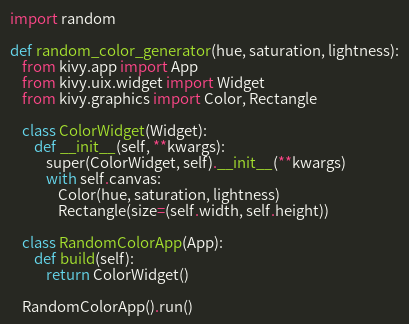 import random
def random_color_generator(hue, saturation, lightness):
from kivy.app import App
from kivy.uix.widget import Widget
from kivy.graphics import Color, Rectangle
class ColorWidget(Widget):
def __init__(self, **kwargs):
super(ColorWidget, self).__init__(**kwargs)
with self.canvas:
Color(hue, saturation, lightness)
Rectangle(size=(self.width, self.height))
class RandomColorApp(App):
def build(self):
return ColorWidget()
RandomColorApp().run()